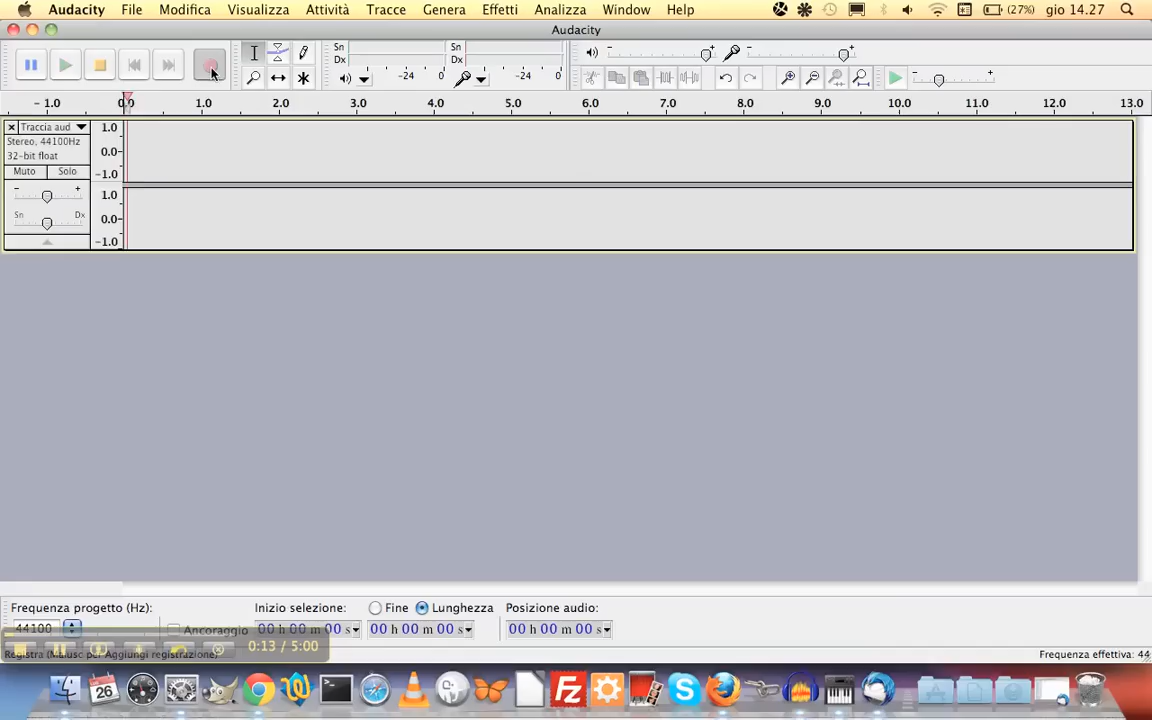 Audacity File Modifica Visualizza Attività Tracce Genera Effetti Analizza Window Help (27%) gio 14.27
Audacity
Sn Dx -24 0 Sn Dx -24 0
- 1.0 0.0 1.0 2.0 3.0 4.0 5.0 6.0 7.0 8.0 9.0 10.0 11.0 12.0 13.0
Traccia aud 1.0
Stereo, 44100Hz
32-bit float 0.0-
Muto Solo -1.0
- + 1.0
Sn Dx 0.0-
-1.0
Frequenza progetto (Hz): Inizio selezione: Fine Lunghezza Posizione audio:
44100 Ancoraggio 00 h 00 m 00 s 00 h 00 m 00 s 00 h 00 m 00 s
0:13 / 5:00
Registra (Maiusc per Aggiungi registrazione) Frequenza effettiva: 44
26